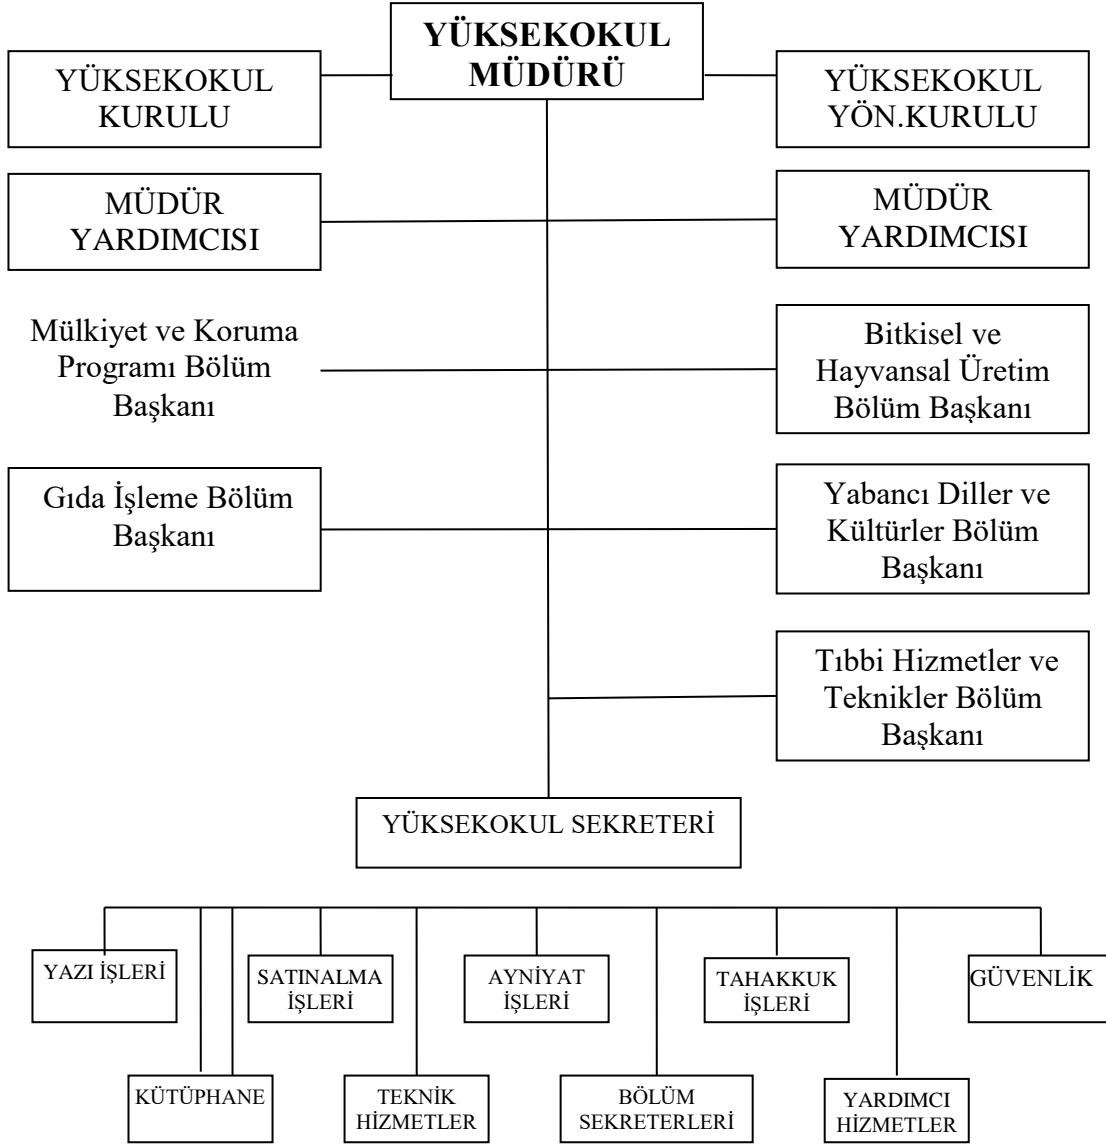 YÜKSEKOKUL
MÜDÜRÜ
YÜKSEKOKUL
KURULU
YÜKSEKOKUL
YÖN.KURULU
MÜDÜR
YARDIMCISI
MÜDÜR
YARDIMCISI
Mülkiyet ve Koruma
Programı Bölüm
Başkanı
Bitkisel ve
Hayvansal Üretim
Bölüm Başkanı
Gıda İşleme Bölüm
Başkanı
Yabancı Diller ve
Kültürler Bölüm
Başkanı
Tıbbi Hizmetler ve
Teknikler Bölüm
Başkanı
YÜKSEKOKUL SEKRETERİ
YAZI İŞLERİ
SATINALMA
İŞLERİ
AYNİYAT
İŞLERİ
TAHAKKUK
İŞLERİ
GÜVENLİK
KÜTÜPHANE
TEKNİK
HİZMETLER
BÖLÜM
SEKRETERLERİ
YARDIMCI
HİZMETLER